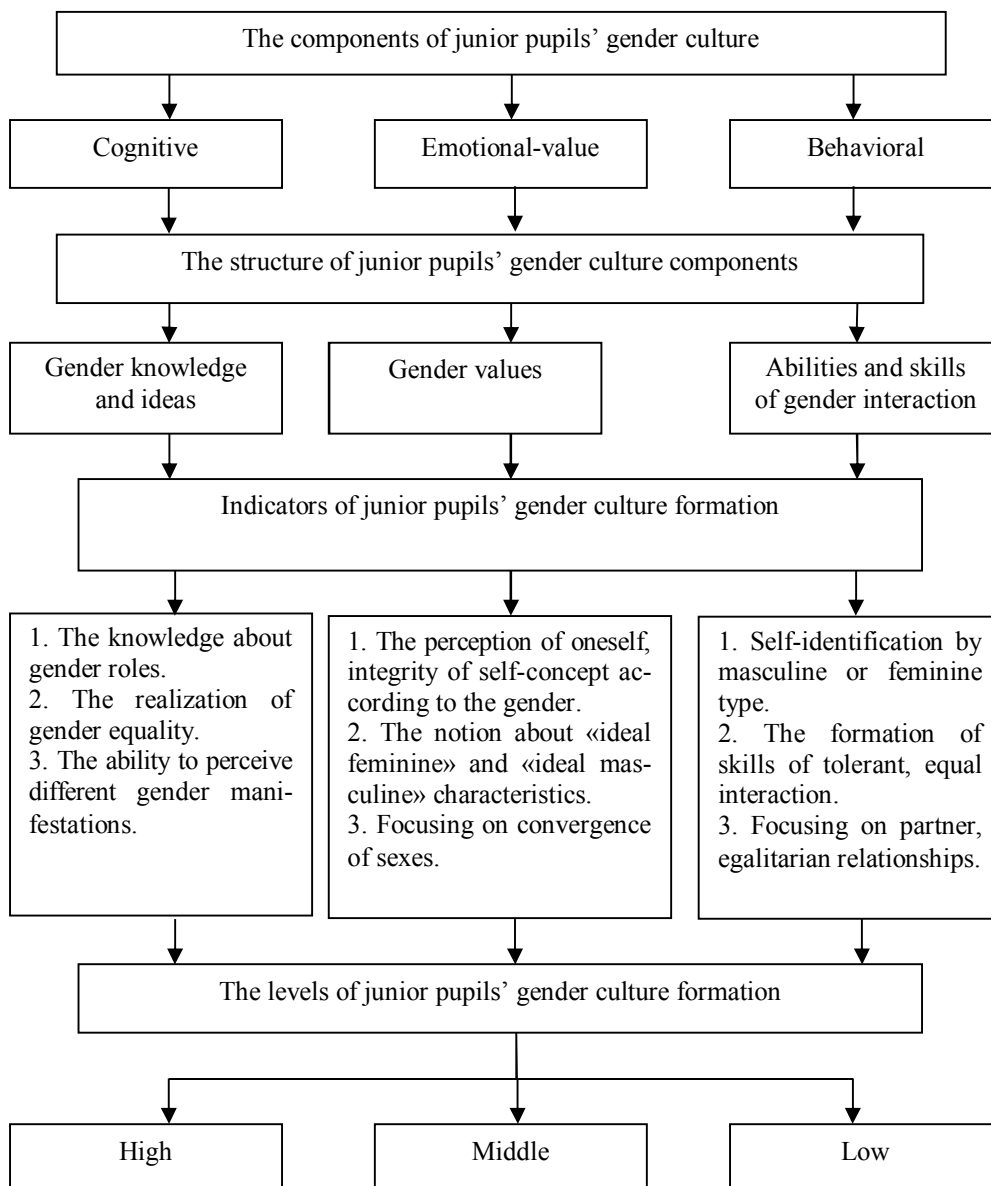 The components of junior pupils’ gender culture
Cognitive
Emotional-value
Behavioral
The structure of junior pupils’ gender culture components
Gender knowledge
and ideas
Gender values
Abilities and skills
of gender interaction
Indicators of junior pupils’ gender culture formation
1. The knowledge about
gender roles.
2. The realization of
gender equality.
3. The ability to perceive
different gender mani-
festations.
1. The perception of oneself,
integrity of self-concept ac-
cording to the gender.
2. The notion about «ideal
feminine» and «ideal mas-
culine» characteristics.
3. Focusing on convergence
of sexes.
1. Self-identification by
masculine or feminine
type.
2. The formation of
skills of tolerant, equal
interaction.
3. Focusing on partner,
egalitarian relationships.
The levels of junior pupils’ gender culture formation
High
Middle
Low